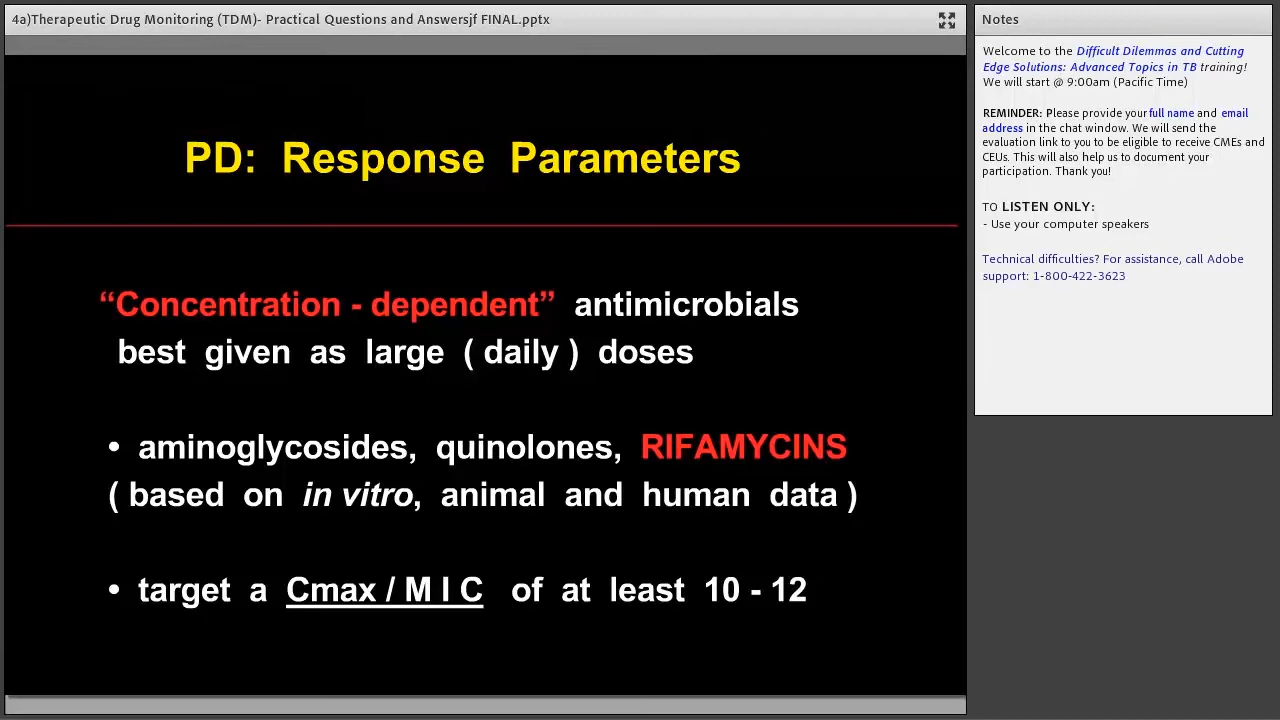 4a)Therapeutic Drug Monitoring (TDM)- Practical Questions and Answersjf FINAL.pptx
PD: Response Parameters
“Concentration - dependent” antimicrobials
best given as large ( daily ) doses
• aminoglycosides, quinolones, RIFAMYCINS
( based on in vitro, animal and human data )
• target a Cmax / M I C of at least 10 - 12
Notes
Welcome to the Difficult Dilemmas and Cutting
Edge Solutions: Advanced Topics in TB training!
We will start @ 9:00am (Pacific Time)
REMINDER: Please provide your full name and email
address in the chat window. We will send the
evaluation link to you to be eligible to receive CMEs and
CEUs. This will also help us to document your
participation. Thank you!
TO LISTEN ONLY:
- Use your computer speakers
Technical difficulties? For assistance, call Adobe
support: 1-800-422-3623